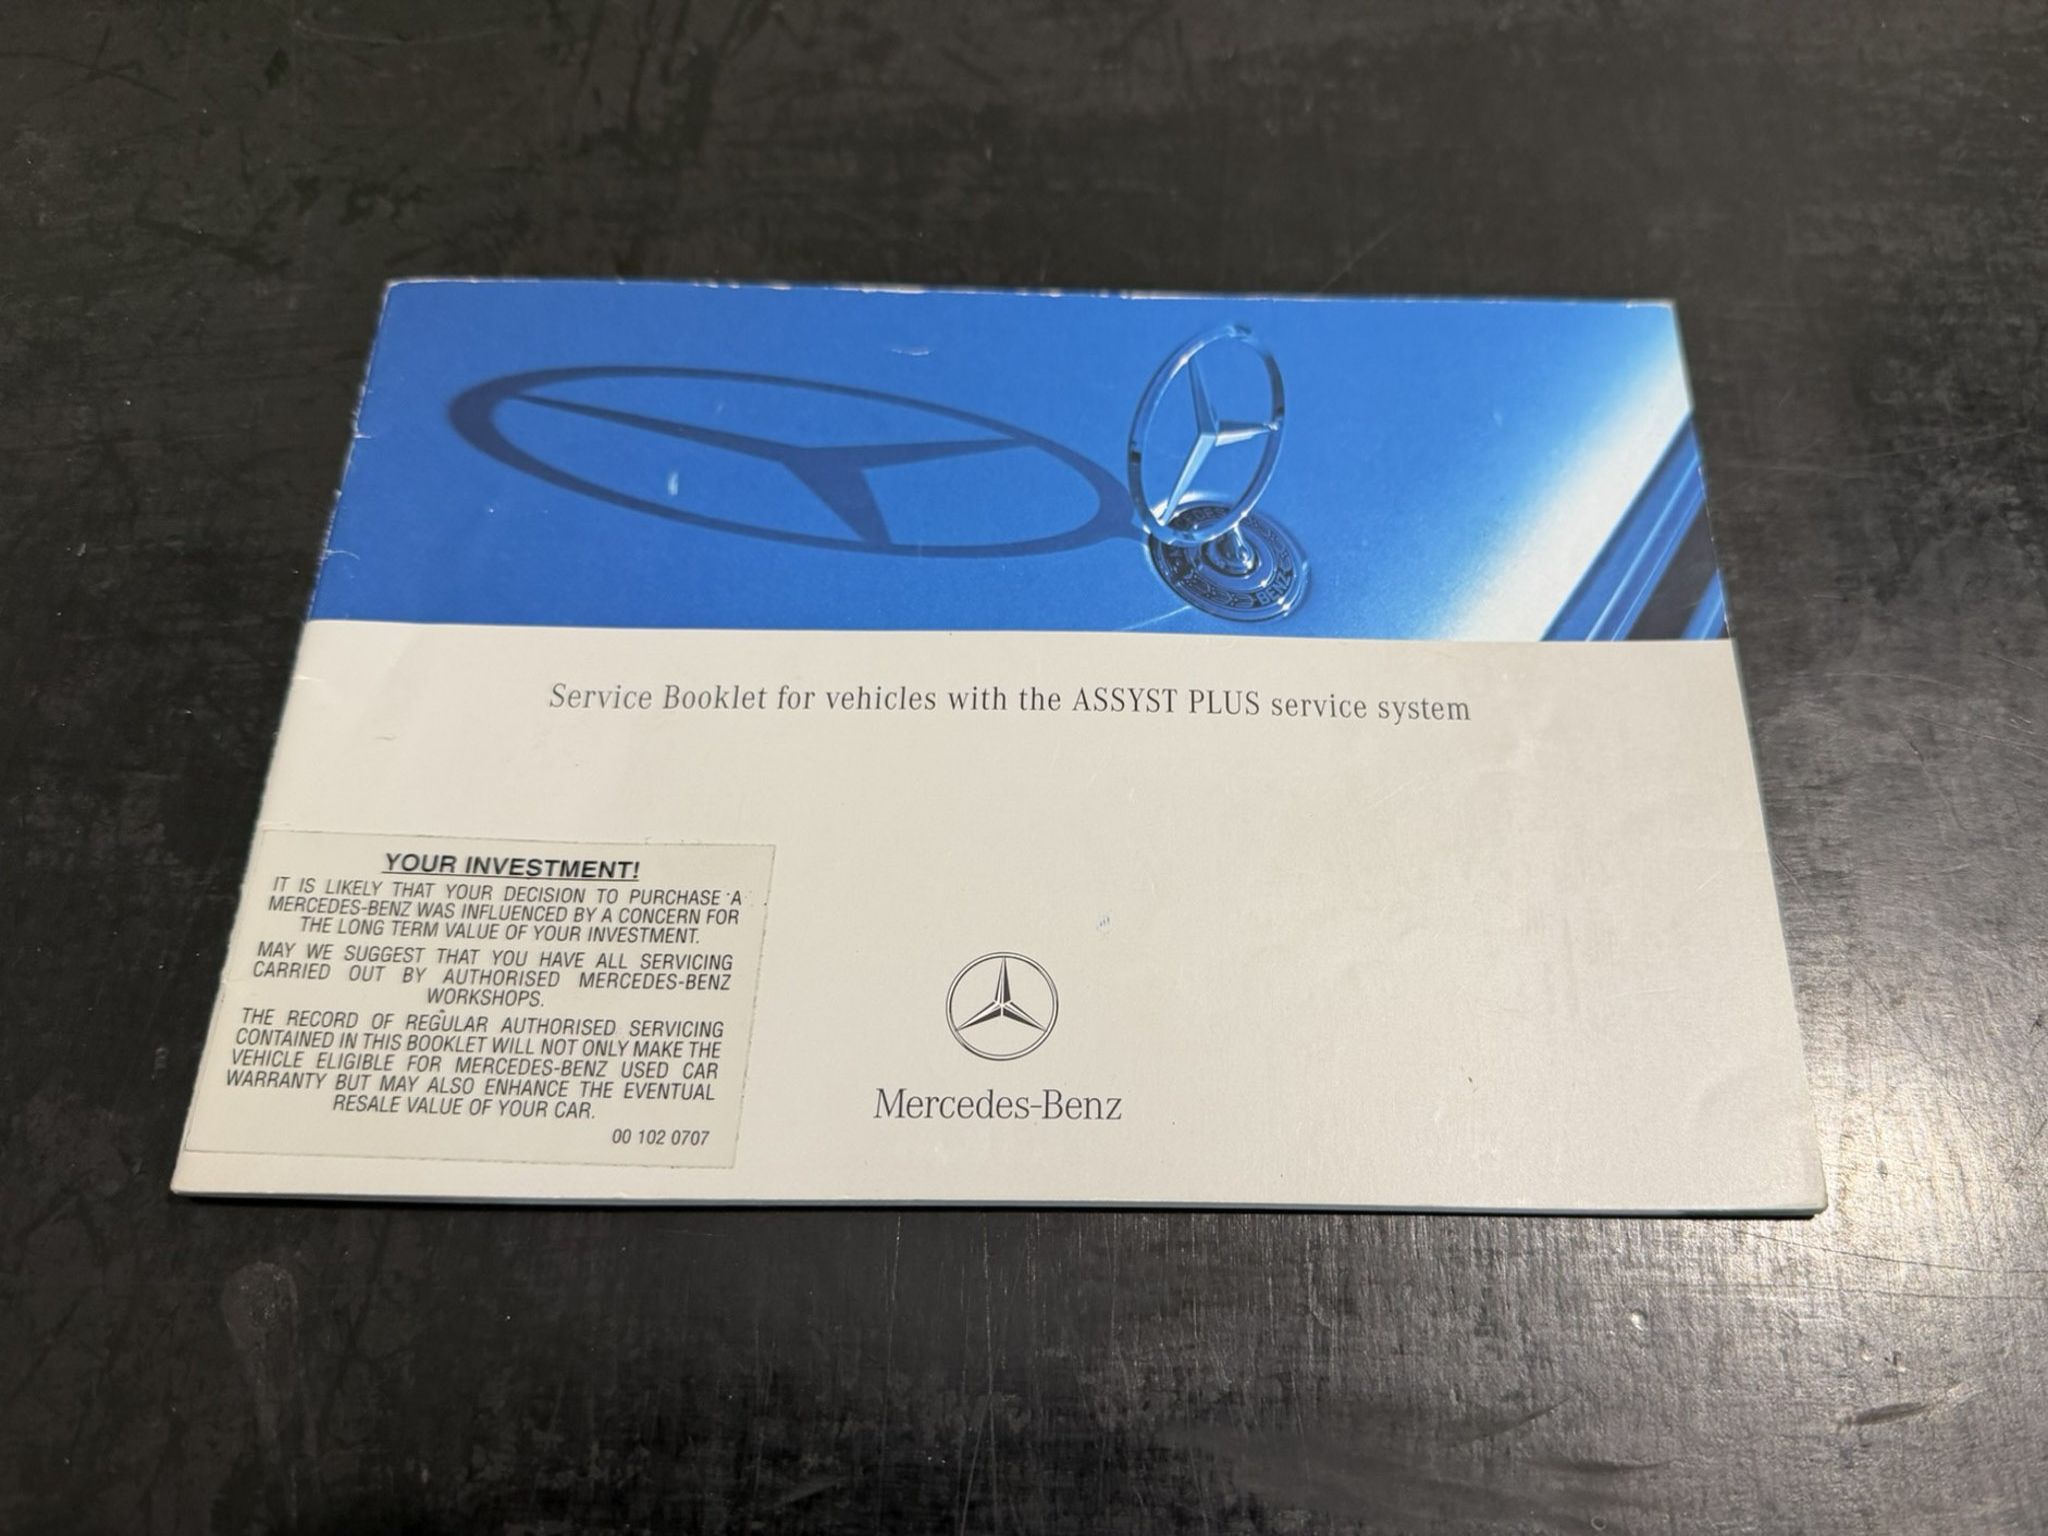 BENZ
Service Booklet for vehicles with the ASSYST PLUS service system
YOUR INVESTMENT!
IT IS LIKELY THAT YOUR DECISION TO PURCHASE A
MERCEDES-BENZ WAS INFLUENCED BY A CONCERN FOR
THE LONG TERM VALUE OF YOUR INVESTMENT.
MAY WE SUGGEST THAT YOU HAVE ALL SERVICING
CARRIED OUT BY AUTHORISED MERCEDES-BENZ
WORKSHOPS.
THE RECORD OF REGULAR AUTHORISED SERVICING
CONTAINED IN THIS BOOKLET WILL NOT ONLY MAKE THE
VEHICLE ELIGIBLE FOR MERCEDES-BENZ USED CAR
WARRANTY BUT MAY ALSO ENHANCE THE EVENTUAL
RESALE VALUE OF YOUR CAR.
00 102 0707
Mercedes-Benz